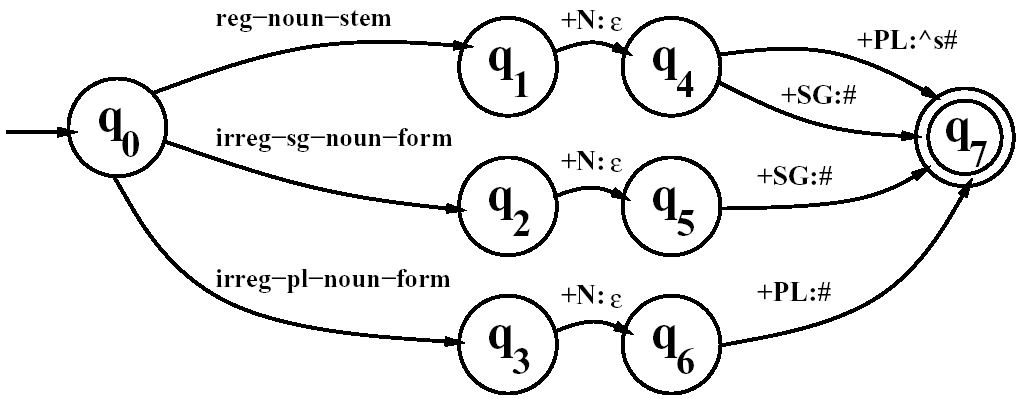 reg−noun−stem
+N: ε
+PL:^s#
q1
q4
+SG:#
q0
q7
irreg−sg−noun−form
+N: ε
+SG:#
q2
q5
irreg−pl−noun−form
+N: ε
+PL:#
q3
q6